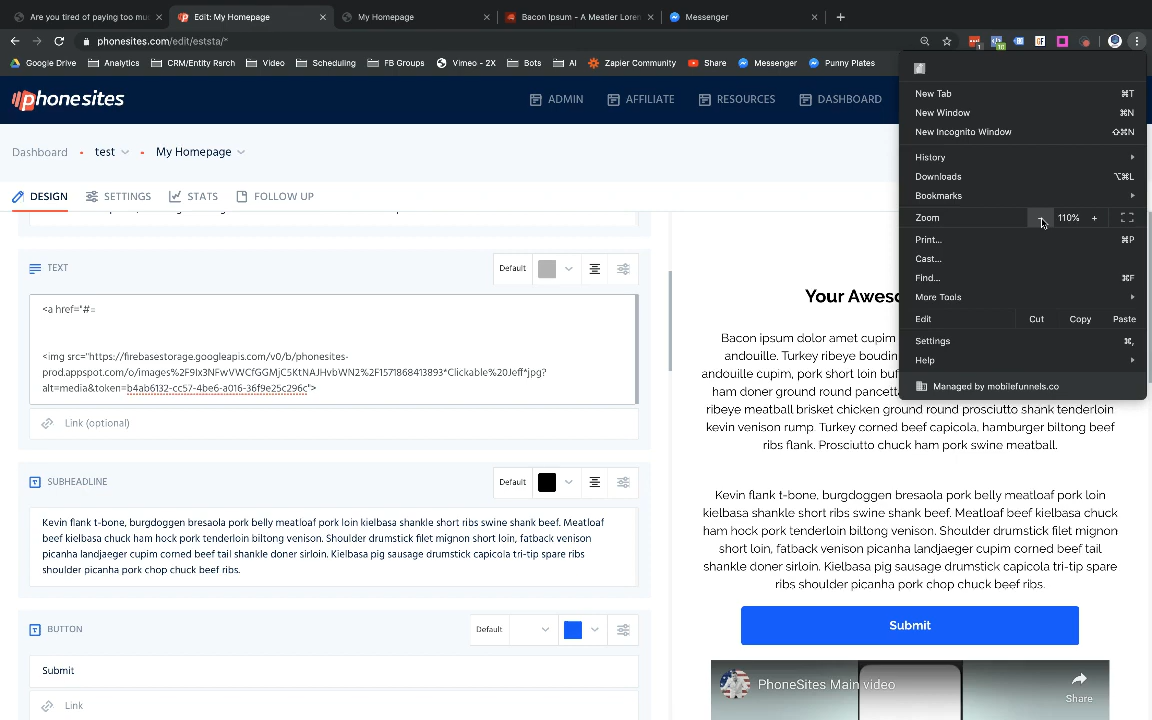 Are you tired of paying too mu
Edit: My Homepage
My Homepage
Bacon Ipsum - A Meatier Loren
Messenger
phonesites.com/edit/eststa/*
Google Drive
Analytics
CRM/Entity Rsrch
Video
Scheduling
FB Groups
Vimeo - 2X
Bots
AI
Zapier Community
Share
Messenger
Punny Plates
phonesites
ADMIN
AFFILIATE
RESOURCES
DASHBOARD
Dashboard
test
My Homepage
DESIGN
SETTINGS
STATS
FOLLOW UP
TEXT
Default
<a href="#=
<img src="https://firebasestorage.googleapis.com/v0/b/phonesites-
prod.appspot.com/o/images%2F9Ix3NFwVWCfGGMjC5KtNAJHvbWN2%2F1571868413893*Clickable%20Jeff*jpg?
alt=media&token=b4ab6132-cc57-4be6-a016-36f9e25c296c">
Link (optional)
SUBHEADLINE
Default
Kevin flank t-bone, burgdoggen bresaola pork belly meatloaf pork loin kielbasa shankle short ribs swine shank beef. Meatloaf
beef kielbasa chuck ham hock pork tenderloin biltong venison. Shoulder drumstick filet mignon short loin, fatback venison
picanha landjaeger cupim corned beef tail shankle doner sirloin. Kielbasa pig sausage drumstick capicola tri-tip spare ribs
shoulder picanha pork chop chuck beef ribs.
BUTTON
Default
Submit
Link
New Tab ⌘T
New Window ⌘N
New Incognito Window ⇧⌘N
History
Downloads ⌥⌘L
Bookmarks
Zoom − 110% +
Print... ⌘P
Cast...
Find... ⌘F
More Tools
Edit Cut Copy Paste
Settings ⌘,
Help
Managed by mobilefunnels.co
Your Aweso
Bacon ipsum dolor amet cupim
andouille. Turkey ribeye boudin
andouille cupim, pork short loin buf
ham doner ground round pancetta
ribeye meatball brisket chicken ground round prosciutto shank tenderloin
kevin venison rump. Turkey corned beef capicola, hamburger biltong beef
ribs flank. Prosciutto chuck ham pork swine meatball.
Kevin flank t-bone, burgdoggen bresaola pork belly meatloaf pork loin
kielbasa shankle short ribs swine shank beef. Meatloaf beef kielbasa chuck
ham hock pork tenderloin biltong venison. Shoulder drumstick filet mignon
short loin, fatback venison picanha landjaeger cupim corned beef tail
shankle doner sirloin. Kielbasa pig sausage drumstick capicola tri-tip spare
ribs shoulder picanha pork chop chuck beef ribs.
Submit
PhoneSites Main video
Share